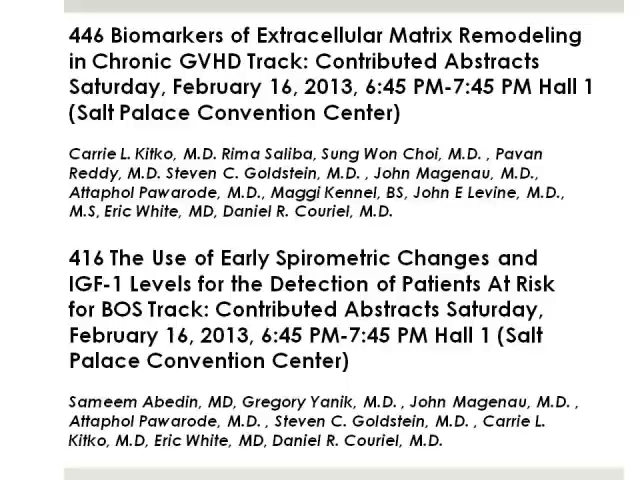 446 Biomarkers of Extracellular Matrix Remodeling
in Chronic GVHD Track: Contributed Abstracts
Saturday, February 16, 2013, 6:45 PM-7:45 PM Hall 1
(Salt Palace Convention Center)
Carrie L. Kitko, M.D. Rima Saliba, Sung Won Choi, M.D. , Pavan
Reddy, M.D. Steven C. Goldstein, M.D. , John Magenau, M.D.,
Attaphol Pawarode, M.D., Maggi Kennel, BS, John E Levine, M.D.,
M.S, Eric White, MD, Daniel R. Couriel, M.D.
416 The Use of Early Spirometric Changes and
IGF-1 Levels for the Detection of Patients At Risk
for BOS Track: Contributed Abstracts Saturday,
February 16, 2013, 6:45 PM-7:45 PM Hall 1 (Salt
Palace Convention Center)
Sameem Abedin, MD, Gregory Yanik, M.D. , John Magenau, M.D. ,
Attaphol Pawarode, M.D. , Steven C. Goldstein, M.D. , Carrie L.
Kitko, M.D, Eric White, MD, Daniel R. Couriel, M.D.